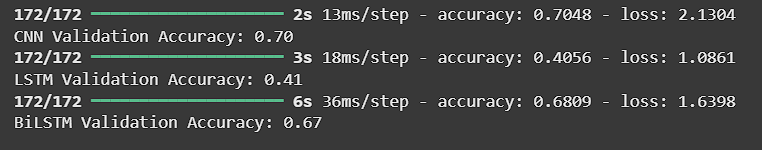 172/172 ━━━━━━━━━━━━━━━━━━━━ 2s 13ms/step - accuracy: 0.7048 - loss: 2.1304
CNN Validation Accuracy: 0.70
172/172 ━━━━━━━━━━━━━━━━━━━━ 3s 18ms/step - accuracy: 0.4056 - loss: 1.0861
LSTM Validation Accuracy: 0.41
172/172 ━━━━━━━━━━━━━━━━━━━━ 6s 36ms/step - accuracy: 0.6809 - loss: 1.6398
BiLSTM Validation Accuracy: 0.67